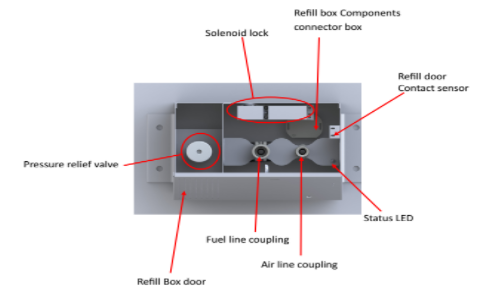 Refill box Components
connector box
Solenoid lock
Refill door
Contact sensor
Pressure relief valve
Status LED
Fuel line coupling
Air line coupling
Refill Box door